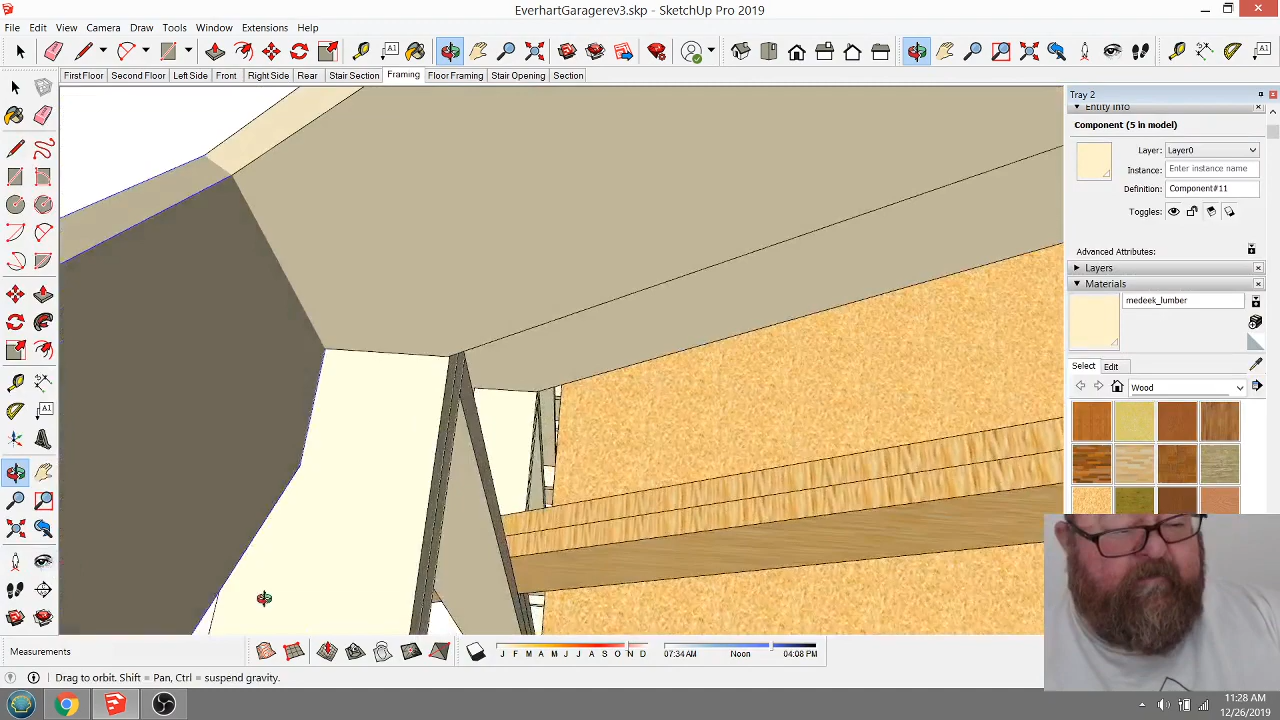 EverhartGaragerev3.skp - SketchUp Pro 2019
File Edit View Camera Draw Tools Window Extensions Help
First Floor Second Floor Left Side Front Right Side Rear Stair Section Framing Floor Framing Stair Opening Section
Tray 2
Entity Info
Component (5 in model)
Layer: Layer0
Instance: Enter instance name
Definition: Component#11
Toggles:
Advanced Attributes:
Layers
Materials
medeek_lumber
Select Edit
Wood
Measurements
J F M A M J J A S O N D
07:34 AM Noon 04:08 PM
Drag to orbit. Shift = Pan, Ctrl = suspend gravity.
11:28 AM
12/26/2019